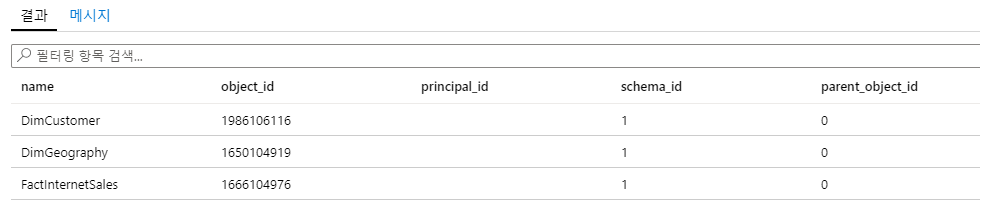 결과 메시지
필터링 항목 검색...
name object_id principal_id schema_id parent_object_id
DimCustomer 1986106116 1 0
DimGeography 1650104919 1 0
FactInternetSales 1666104976 1 0